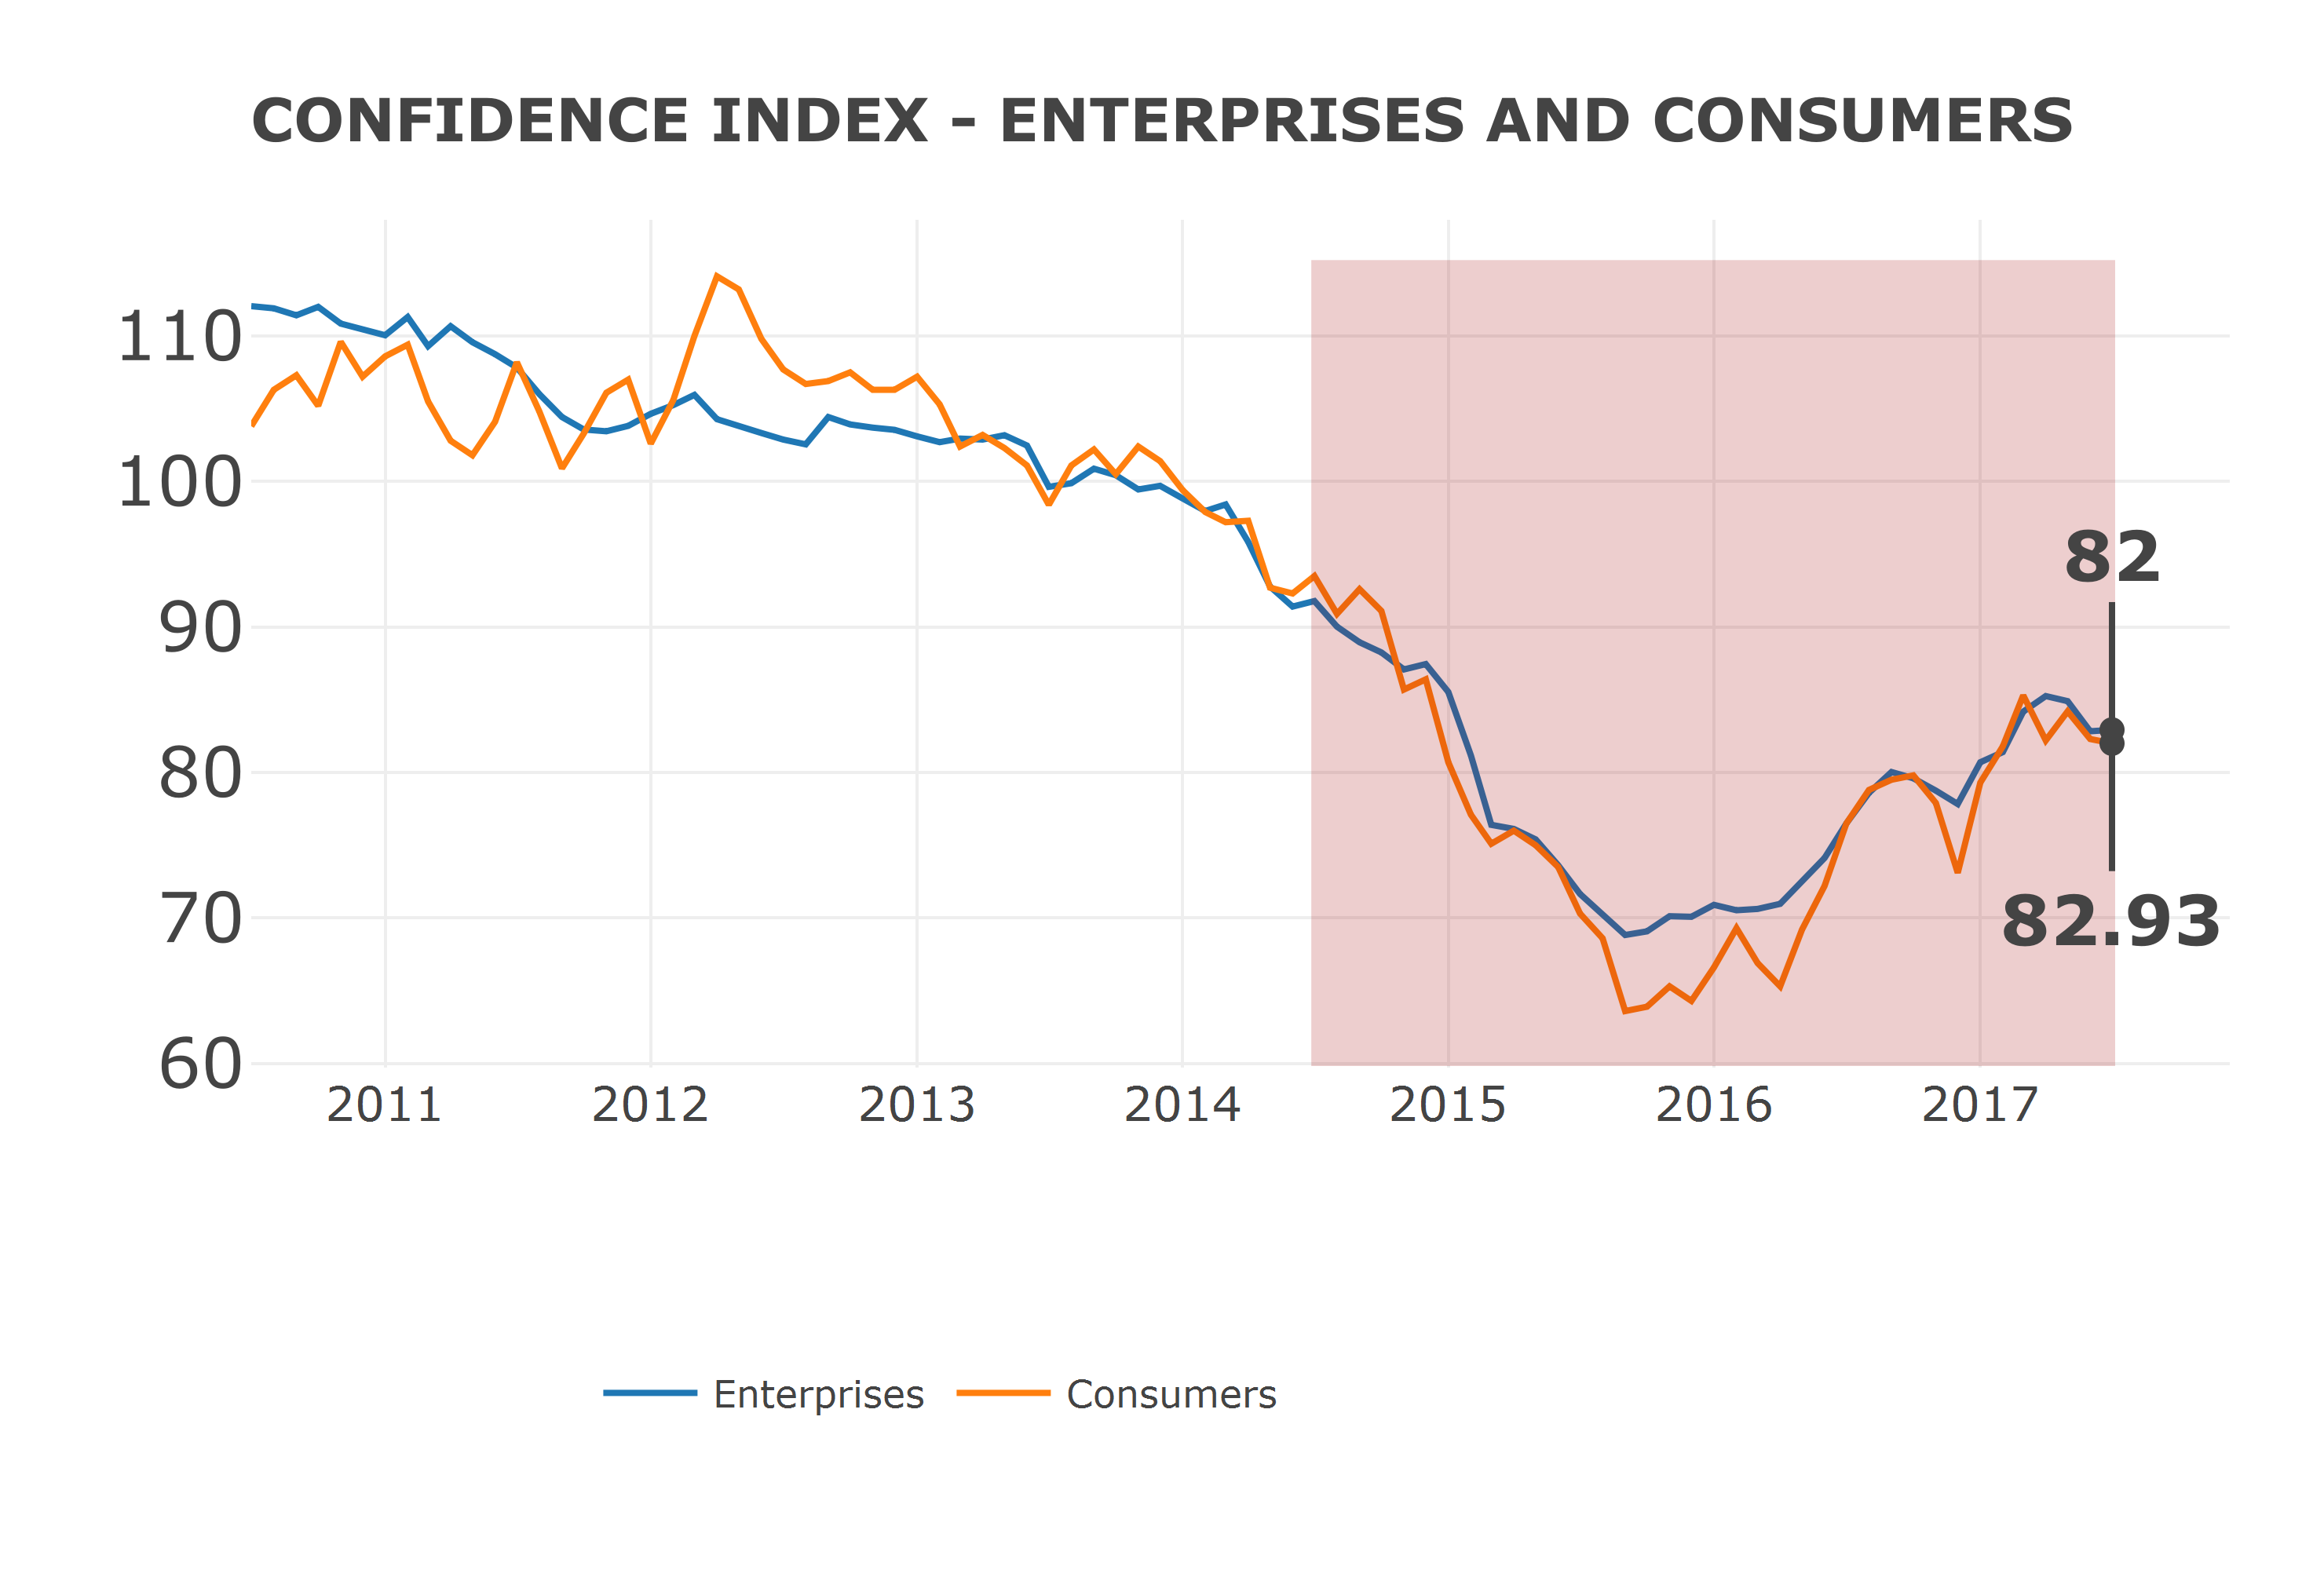 CONFIDENCE INDEX - ENTERPRISES AND CONSUMERS
110
100
90
80
70
60
82
82.93
2011 2012 2013 2014 2015 2016 2017
Enterprises Consumers